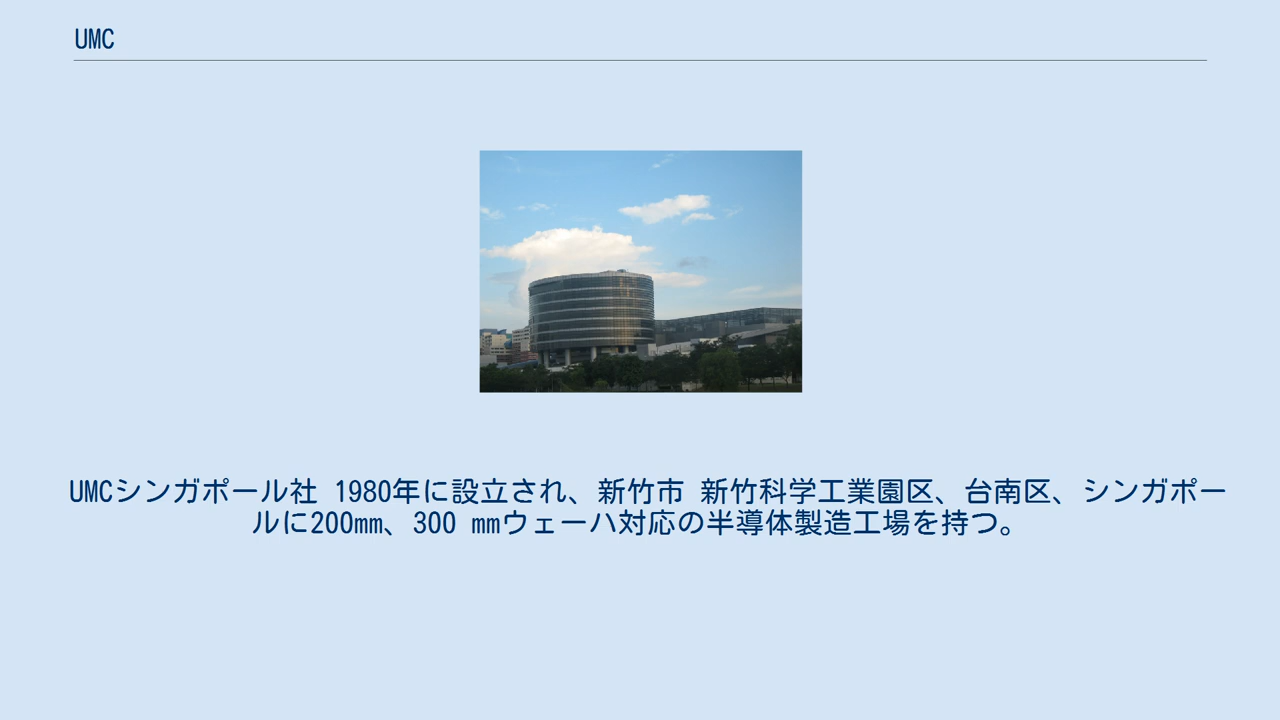 UMC
UMCシンガポール社 1980年に設立され、新竹市 新竹科学工業園区、台南区、シンガポー
ルに200mm、300 mmウェーハ対応の半導体製造工場を持つ。